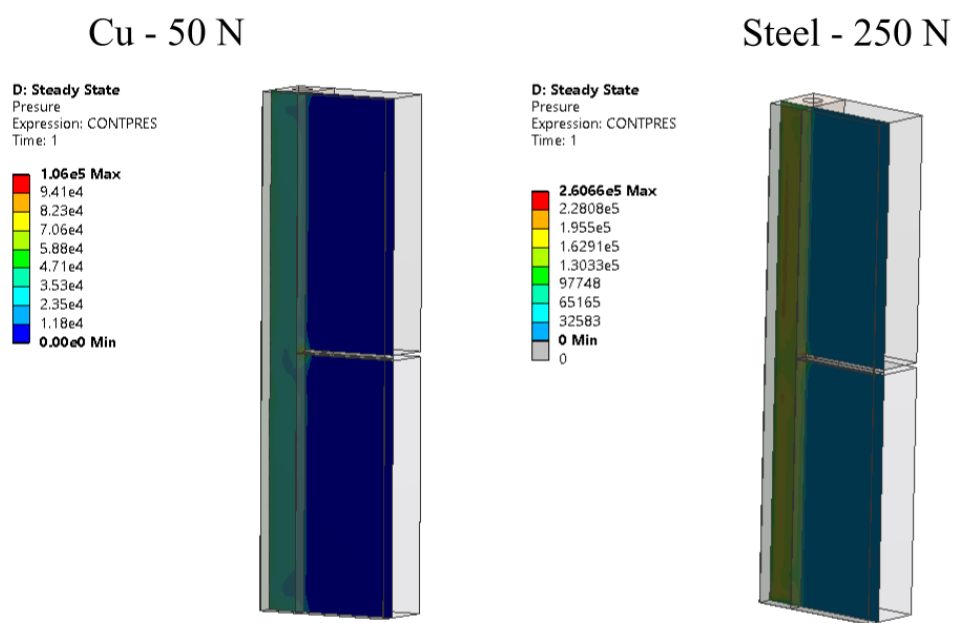 Cu - 50 N
D: Steady State
Presure
Expression: CONTPRES
Time: 1
1.06e5 Max
9.41e4
8.23e4
7.06e4
5.88e4
4.71e4
3.53e4
2.35e4
1.18e4
0.00e0 Min
Steel - 250 N
D: Steady State
Presure
Expression: CONTPRES
Time: 1
2.6066e5 Max
2.2808e5
1.955e5
1.6291e5
1.3033e5
97748
65165
32583
0 Min
0